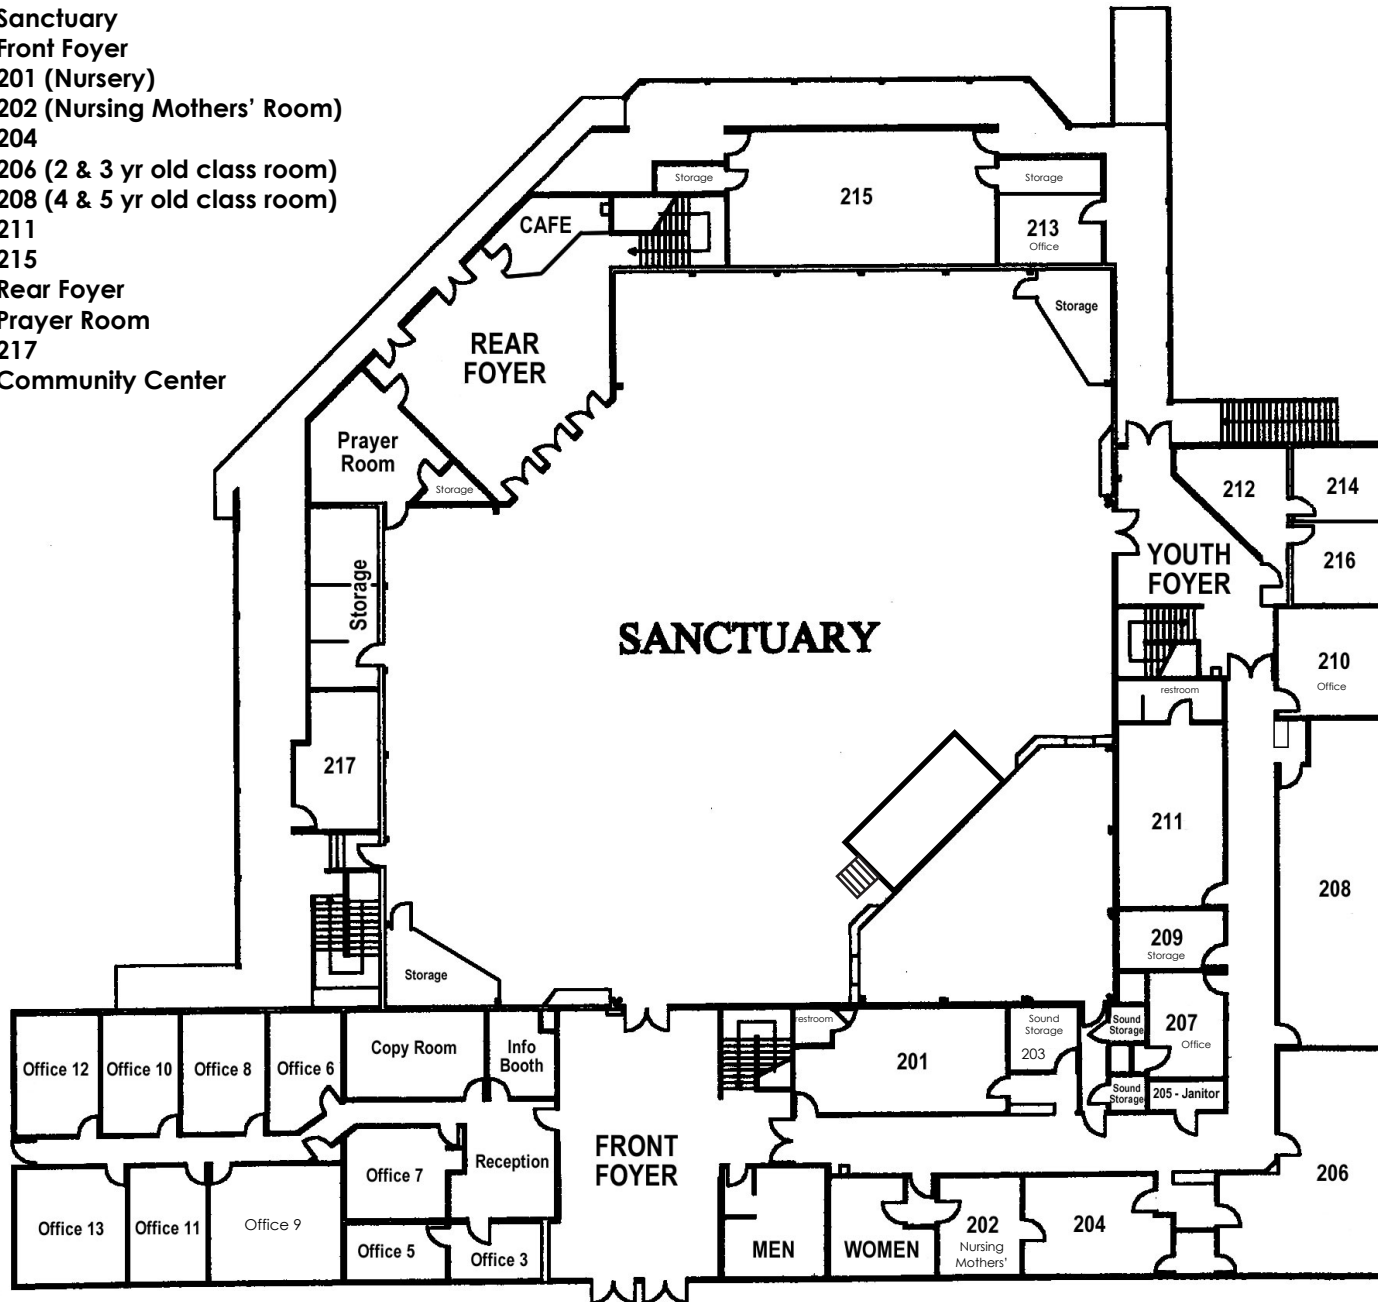 Sanctuary
Front Foyer
201 (Nursery)
202 (Nursing Mothers' Room)
204
206 (2 & 3 yr old class room)
208 (4 & 5 yr old class room)
211
215
Rear Foyer
Prayer Room
217
Community Center
Storage
215
Storage
CAFE
213
Office
Storage
REAR
FOYER
Prayer
Room
Storage
212
214
YOUTH
FOYER
216
Storage
SANCTUARY
210
Office
restroom
217
211
208
209
Storage
Storage
207
Office
Sound
Storage
restroom
Sound
Storage
203
201
Copy Room
Info
Booth
Office 12
Office 10
Office 8
Office 6
Sound
Storage
205 - Janitor
FRONT
FOYER
Reception
Office 7
206
Office 13
Office 11
Office 9
Office 5
Office 3
MEN
WOMEN
202
Nursing
Mothers'
204